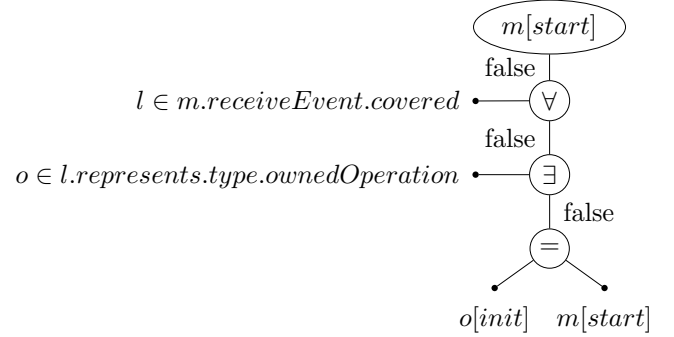 m[start]
false
l ∈ m.receiveEvent.covered
∀
false
o ∈ l.represents.type.ownedOperation
∃
false
=
o[init] m[start]